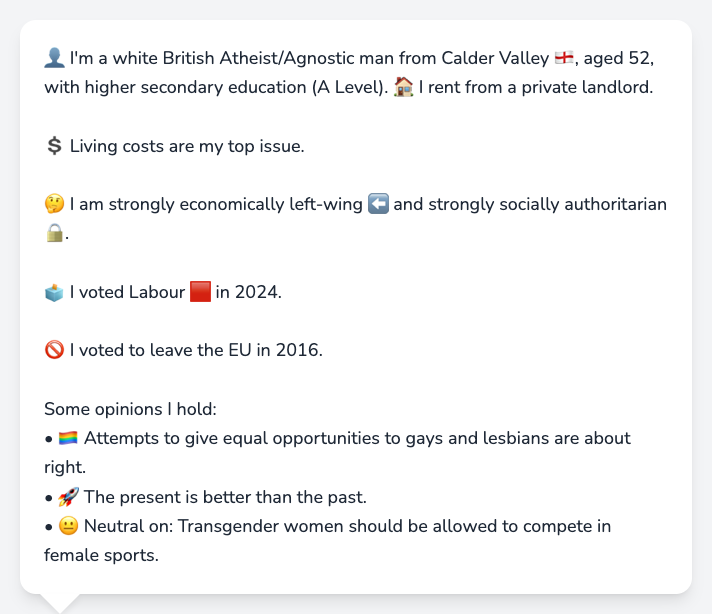 👤 I'm a white British Atheist/Agnostic man from Calder Valley 🏴󠁧󠁢󠁥󠁮󠁧󠁿, aged 52,
with higher secondary education (A Level). 🏠 I rent from a private landlord.
💲 Living costs are my top issue.
🤔 I am strongly economically left-wing ⬅️ and strongly socially authoritarian
🔒.
🗳️ I voted Labour 🟥 in 2024.
🚫 I voted to leave the EU in 2016.
Some opinions I hold:
• 🏳️‍🌈 Attempts to give equal opportunities to gays and lesbians are about
right.
• 🚀 The present is better than the past.
• 😐 Neutral on: Transgender women should be allowed to compete in
female sports.